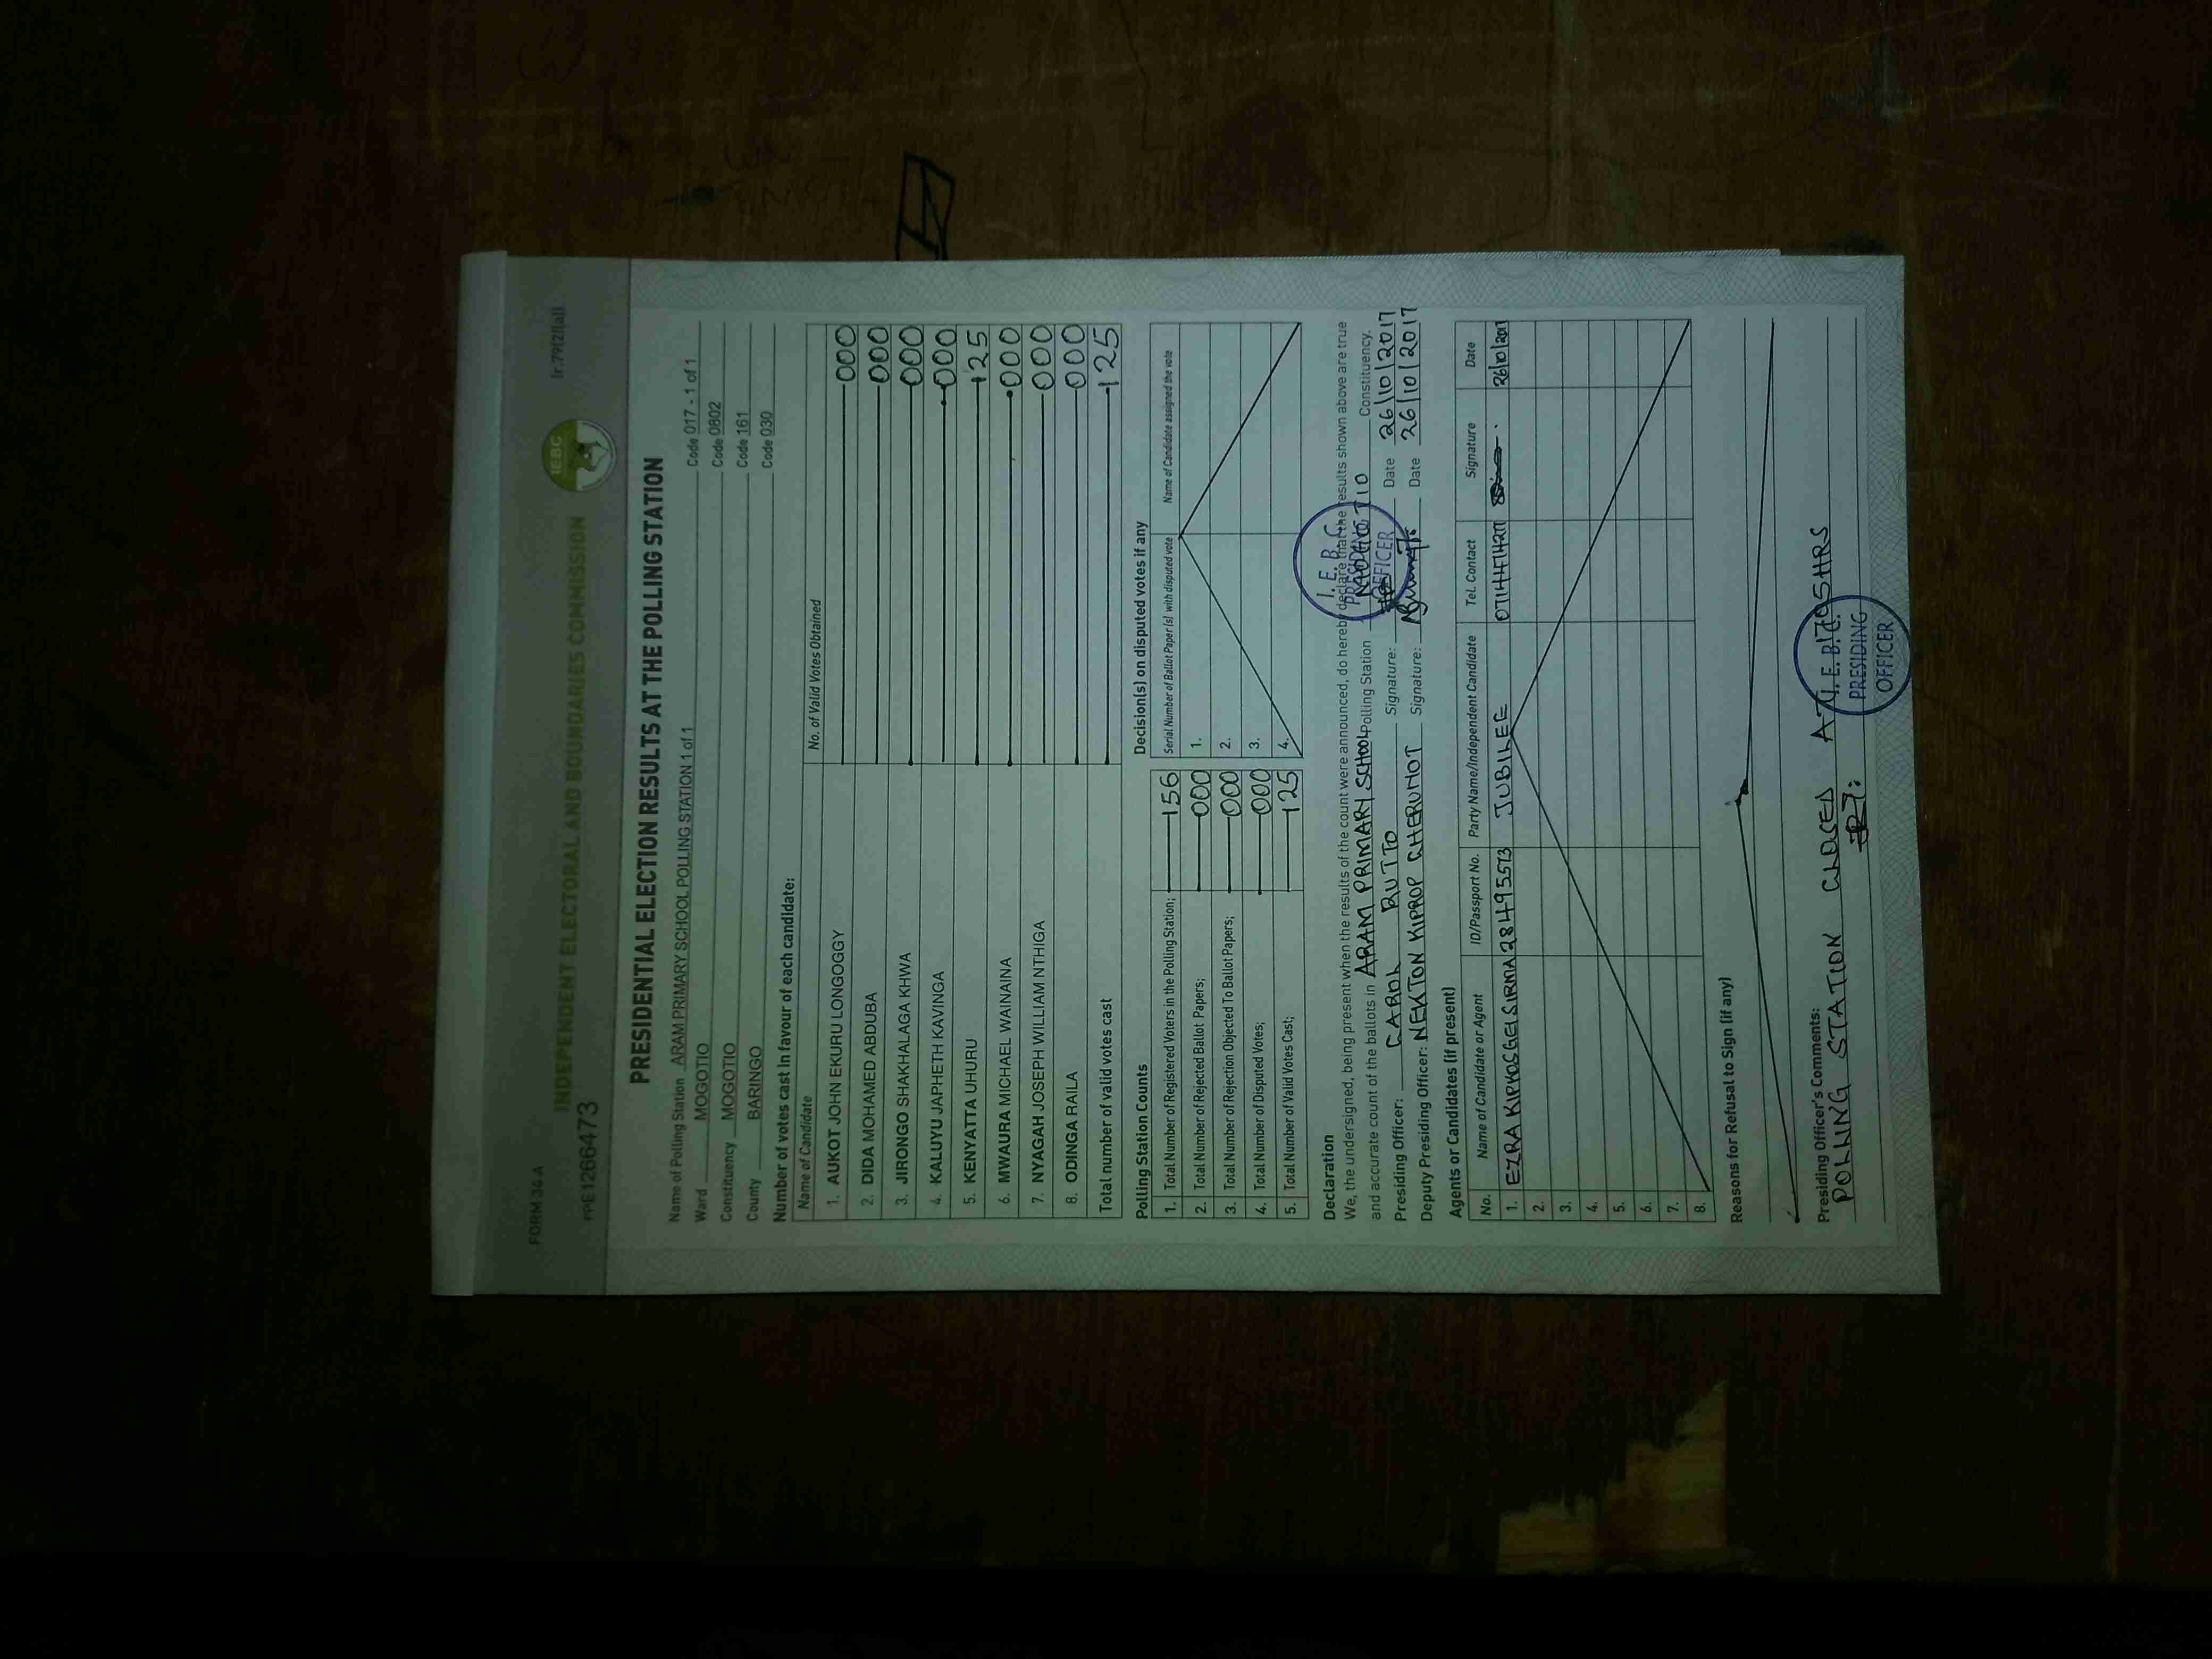 FORM 34 A
(r.79(2)(a))
INDEPENDENT ELECTORAL AND BOUNDARIES COMMISSION
IEBC
PPE1266473
PRESIDENTIAL ELECTION RESULTS AT THE POLLING STATION
Name of Polling Station ARAM PRIMARY SCHOOL POLLING STATION 1 of 1 Code 017 - 1 of 1
Ward MOGOTIO Code 0802
Constituency MOGOTIO Code 161
County BARINGO Code 030
Number of votes cast in favour of each candidate:
Name of Candidate No. of Valid Votes Obtained
1. AUKOT JOHN EKURU LONGOGGY 000
2. DIDA MOHAMED ABDUBA 000
3. JIRONGO SHAKHALAGA KHWA 000
4. KALUYU JAPHETH KAVINGA 000
5. KENYATTA UHURU 125
6. MWAURA MICHAEL WAINAINA 000
7. NYAGAH JOSEPH WILLIAM NTHIGA 000
8. ODINGA RAILA 000
Total number of valid votes cast 125
Polling Station Counts
1. Total Number of Registered Voters in the Polling Station; 156
2. Total Number of Rejected Ballot Papers; 000
3. Total Number of Rejection Objected To Ballot Papers; 000
4. Total Number of Disputed Votes; 000
5. Total Number of Valid Votes Cast; 125
Decision(s) on disputed votes if any
Serial Number of Ballot Paper (s) with disputed vote Name of Candidate assigned the vote
1.
2.
3.
4.
Declaration
We, the undersigned, being present when the results of the count were announced, do hereby declare that the results shown above are true
and accurate count of the ballots in ARAM PRIMARY SCHOOL Polling Station MOGOTIO Constituency.
Presiding Officer: CAROL RUTTO Signature: Date 26/10/2017
Deputy Presiding Officer: NEKTON KIPROP CHERUIYOT Signature: Date 26/10/2017
I. E. B. C.
PRESIDING
OFFICER
Agents or Candidates (if present)
No. Name of Candidate or Agent ID/Passport No. Party Name/Independent Candidate Tel. Contact Signature Date
1. EZRA 28495573 JUBILEE 26/10/2017
2.
3.
4.
5.
6.
7.
8.
Reasons for Refusal to Sign (if any)
Presiding Officer's Comments:
POLLING STATION CLOSED AT 1705HRS
I. E. B. C.
PRESIDING
OFFICER